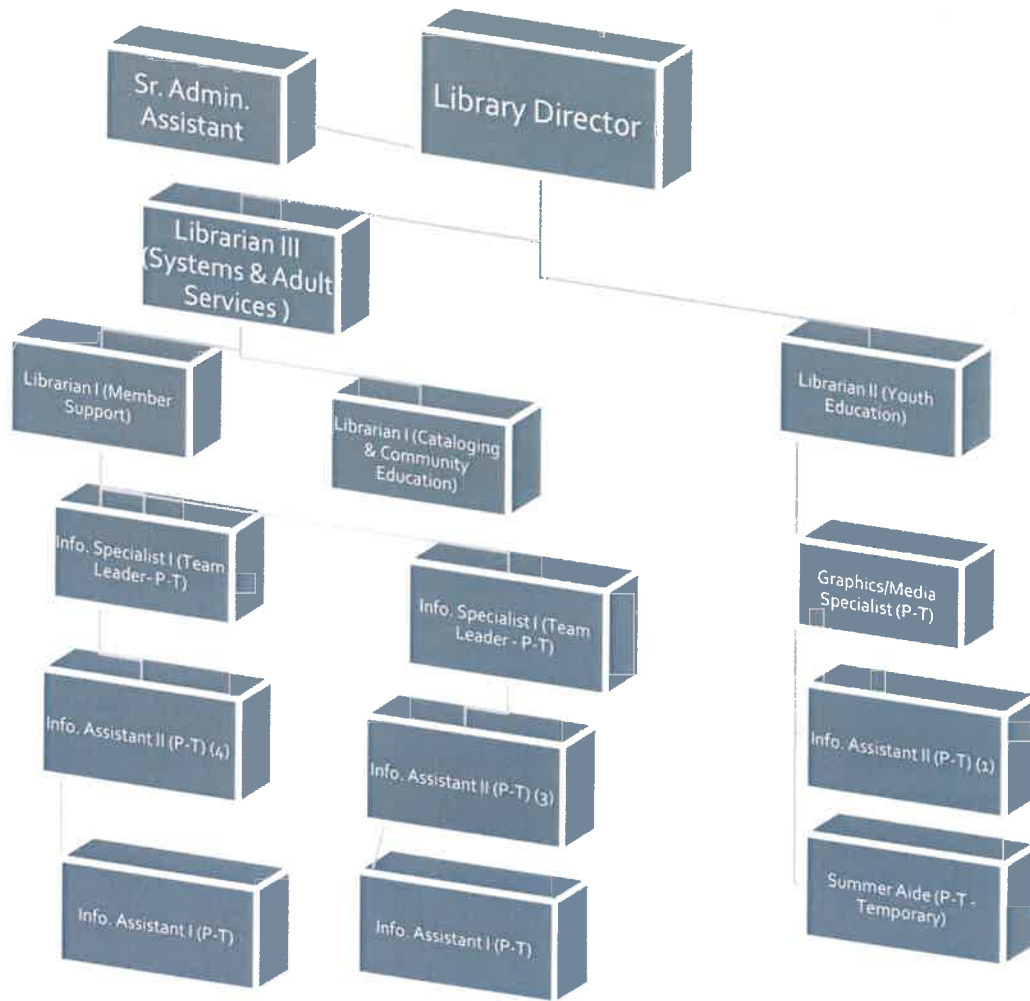 Sr. Admin.
Assistant
Library Director
Librarian III
(Systems & Adult
Services )
Librarian I (Member
Support)
Librarian I (Cataloging
& Community
Education)
Librarian II (Youth
Education)
Info. Specialist I (Team
Leader- P-T)
Info. Specialist I (Team
Leader - P-T)
Graphics/Media
Specialist (P-T)
Info. Assistant II (P-T) (4)
Info. Assistant II (P-T) (3)
Info. Assistant II (P-T) (1)
Info. Assistant I (P-T)
Info. Assistant I (P-T)
Summer Aide (P-T -
Temporary)